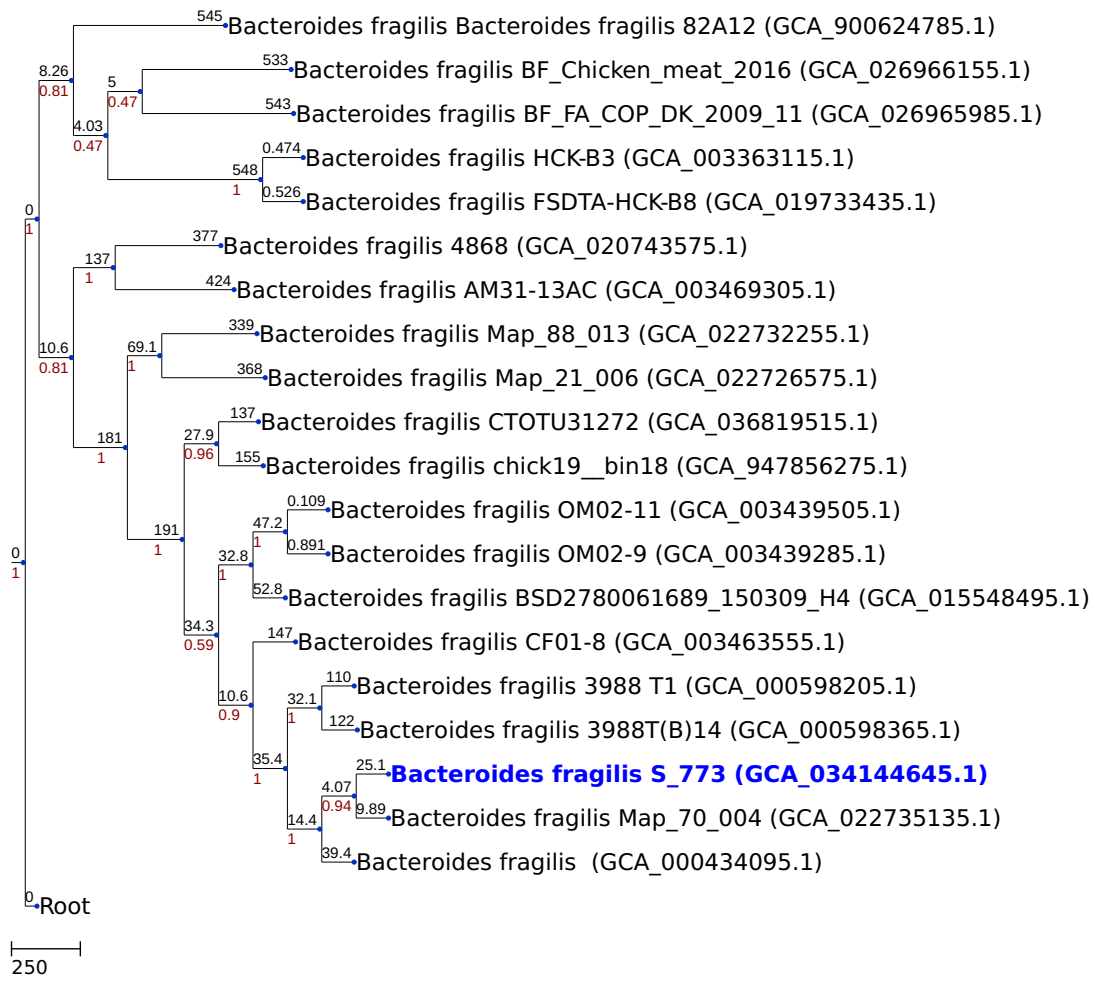 545
Bacteroides fragilis Bacteroides fragilis 82A12 (GCA_900624785.1)
8.26
0.81
533
Bacteroides fragilis BF_Chicken_meat_2016 (GCA_026966155.1)
5
0.47
543
Bacteroides fragilis BF_FA_COP_DK_2009_11 (GCA_026965985.1)
4.03
0.47
0.474
Bacteroides fragilis HCK-B3 (GCA_003363115.1)
548
1
0.526
Bacteroides fragilis FSDTA-HCK-B8 (GCA_019733435.1)
0
1
377
Bacteroides fragilis 4868 (GCA_020743575.1)
137
1
424
Bacteroides fragilis AM31-13AC (GCA_003469305.1)
339
Bacteroides fragilis Map_88_013 (GCA_022732255.1)
10.6
0.81
69.1
1
368
Bacteroides fragilis Map_21_006 (GCA_022726575.1)
137
Bacteroides fragilis CTOTU31272 (GCA_036819515.1)
181
1
27.9
0.96
155
Bacteroides fragilis chick19__bin18 (GCA_947856275.1)
0.109
Bacteroides fragilis OM02-11 (GCA_003439505.1)
191
1
47.2
1
0.891
Bacteroides fragilis OM02-9 (GCA_003439285.1)
0
1
32.8
1
52.8
Bacteroides fragilis BSD2780061689_150309_H4 (GCA_015548495.1)
34.3
0.59
147
Bacteroides fragilis CF01-8 (GCA_003463555.1)
110
Bacteroides fragilis 3988 T1 (GCA_000598205.1)
10.6
0.9
32.1
1
122
Bacteroides fragilis 3988T(B)14 (GCA_000598365.1)
35.4
1
25.1
Bacteroides fragilis S_773 (GCA_034144645.1)
4.07
0.94
9.89
Bacteroides fragilis Map_70_004 (GCA_022735135.1)
14.4
1
39.4
Bacteroides fragilis (GCA_000434095.1)
0
Root
250